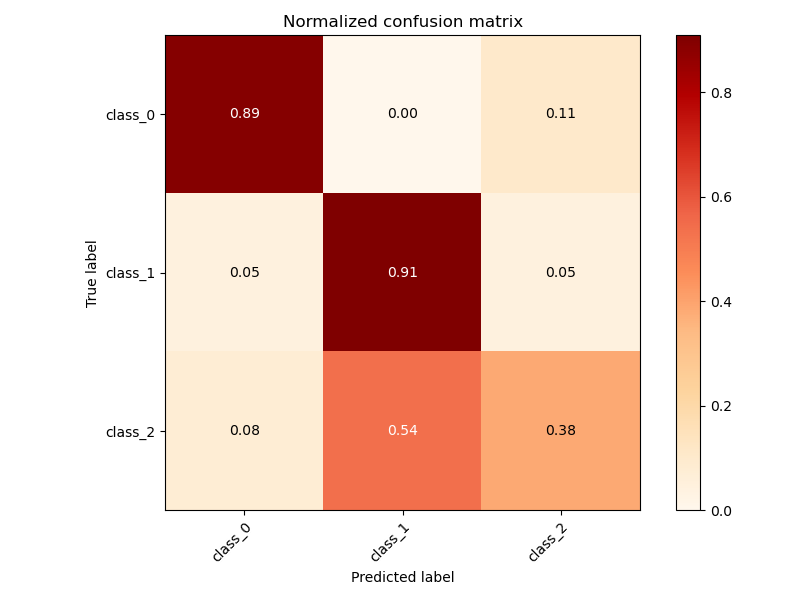 Normalized confusion matrix
class_0 0.89 0.00 0.11
class_1 0.05 0.91 0.05
class_2 0.08 0.54 0.38
class_0 class_1 class_2
True label
Predicted label
0.8
0.6
0.4
0.2
0.0